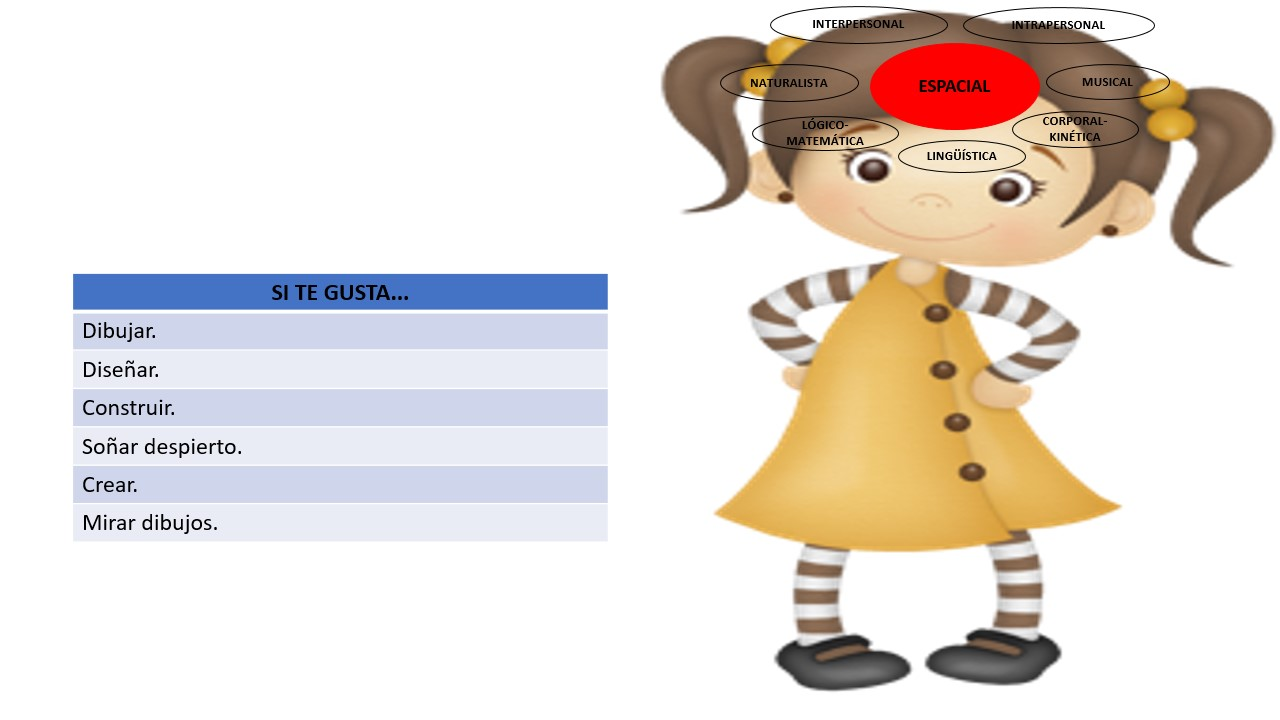 INTERPERSONAL
INTRAPERSONAL
NATURALISTA
ESPACIAL
MUSICAL
LÓGICO-
MATEMÁTICA
CORPORAL-
KINÉTICA
LINGÜÍSTICA
SI TE GUSTA...
Dibujar.
Diseñar.
Construir.
Soñar despierto.
Crear.
Mirar dibujos.